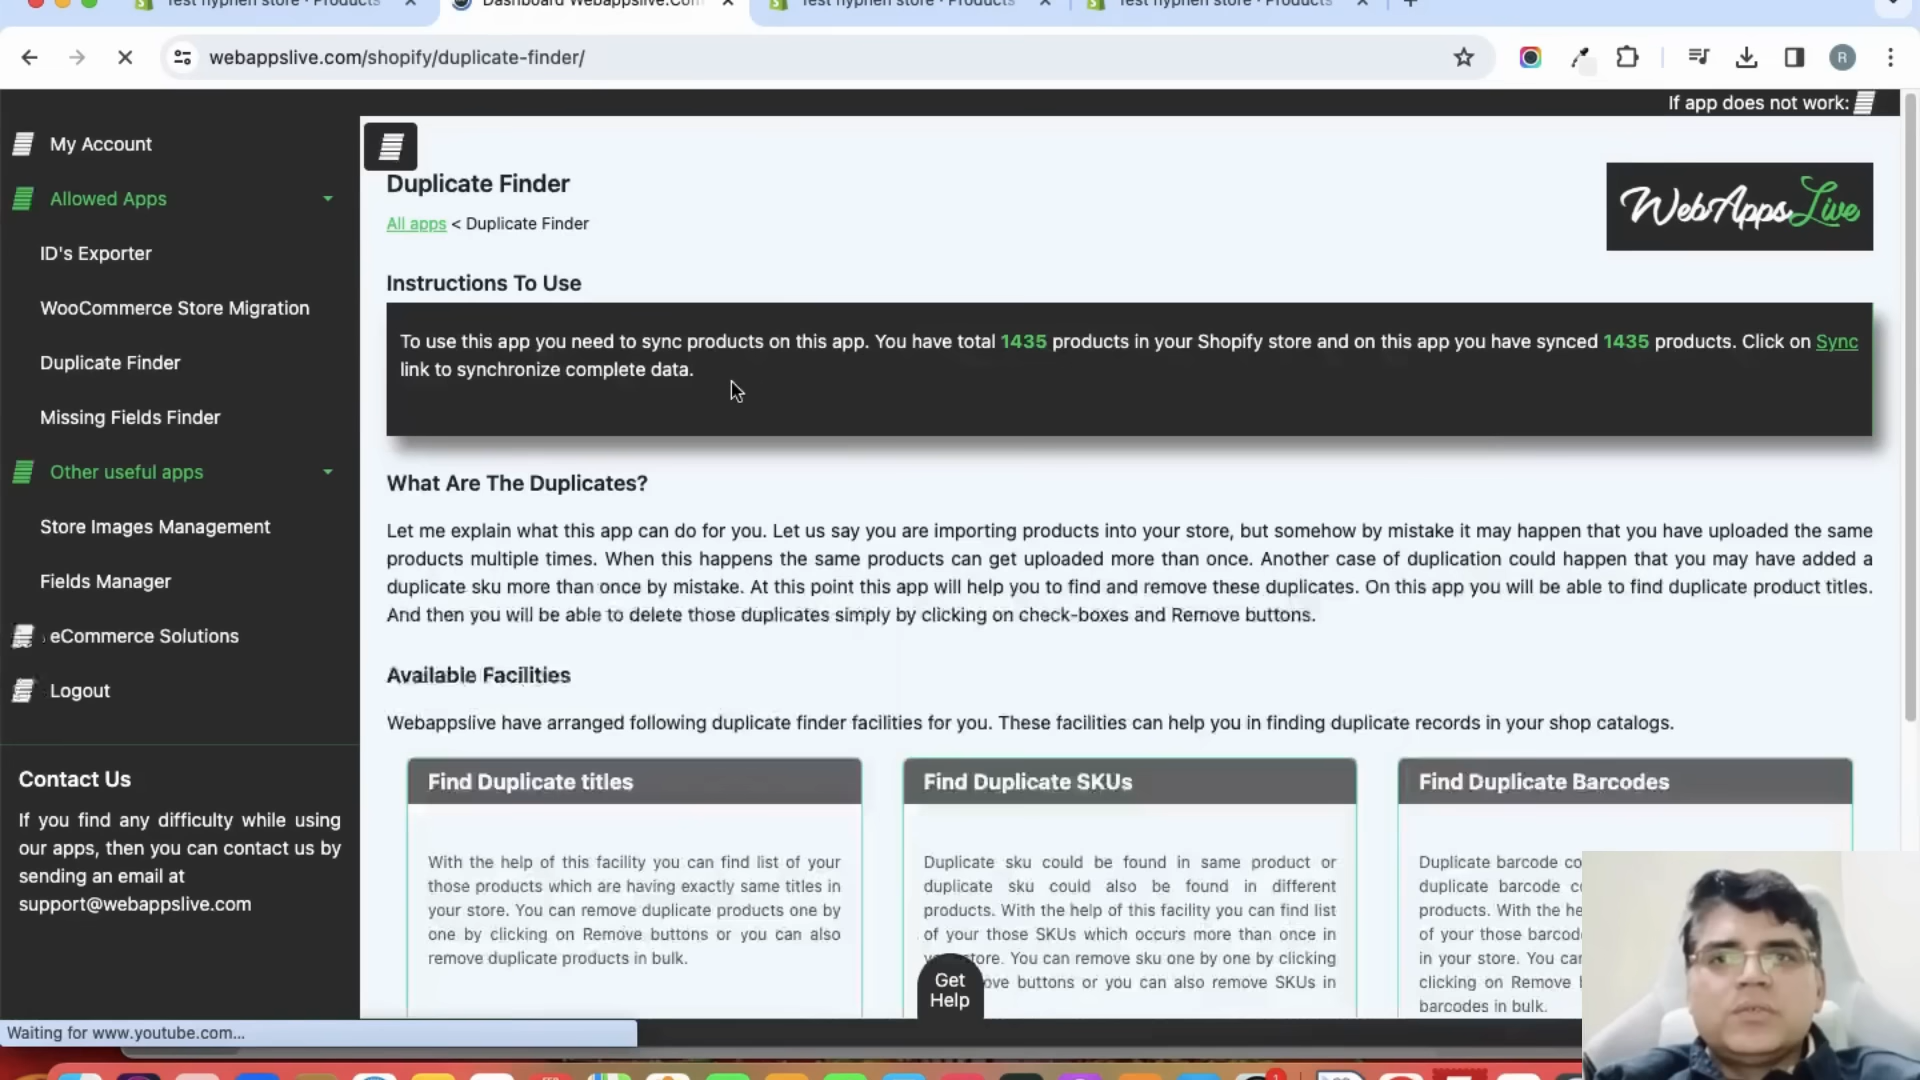 Test hyphen store · Products
Dashboard Webappslive.Com
Test hyphen store · Products
Test hyphen store · Products
webappslive.com/shopify/duplicate-finder/
R
If app does not work:
My Account
Allowed Apps
ID's Exporter
WooCommerce Store Migration
Duplicate Finder
Missing Fields Finder
Other useful apps
Store Images Management
Fields Manager
eCommerce Solutions
Logout
Contact Us
If you find any difficulty while using
our apps, then you can contact us by
sending an email at
support@webappslive.com
Duplicate Finder
All apps < Duplicate Finder
WebAppsLive
Instructions To Use
To use this app you need to sync products on this app. You have total 1435 products in your Shopify store and on this app you have synced 1435 products. Click on Sync
link to synchronize complete data.
What Are The Duplicates?
Let me explain what this app can do for you. Let us say you are importing products into your store, but somehow by mistake it may happen that you have uploaded the same
products multiple times. When this happens the same products can get uploaded more than once. Another case of duplication could happen that you may have added a
duplicate sku more than once by mistake. At this point this app will help you to find and remove these duplicates. On this app you will be able to find duplicate product titles.
And then you will be able to delete those duplicates simply by clicking on check-boxes and Remove buttons.
Available Facilities
Webappslive have arranged following duplicate finder facilities for you. These facilities can help you in finding duplicate records in your shop catalogs.
Find Duplicate titles
With the help of this facility you can find list of your
those products which are having exactly same titles in
your store. You can remove duplicate products one by
one by clicking on Remove buttons or you can also
remove duplicate products in bulk.
Find Duplicate SKUs
Duplicate sku could be found in same product or
duplicate sku could also be found in different
products. With the help of this facility you can find list
of your those SKUs which occurs more than once in
store. You can remove sku one by one by clicking
ove buttons or you can also remove SKUs in
Find Duplicate Barcodes
Duplicate barcode co
duplicate barcode c
products. With the he
of your those barcod
in your store. You car
clicking on Remove
barcodes in bulk.
Get
Help
Waiting for www.youtube.com...